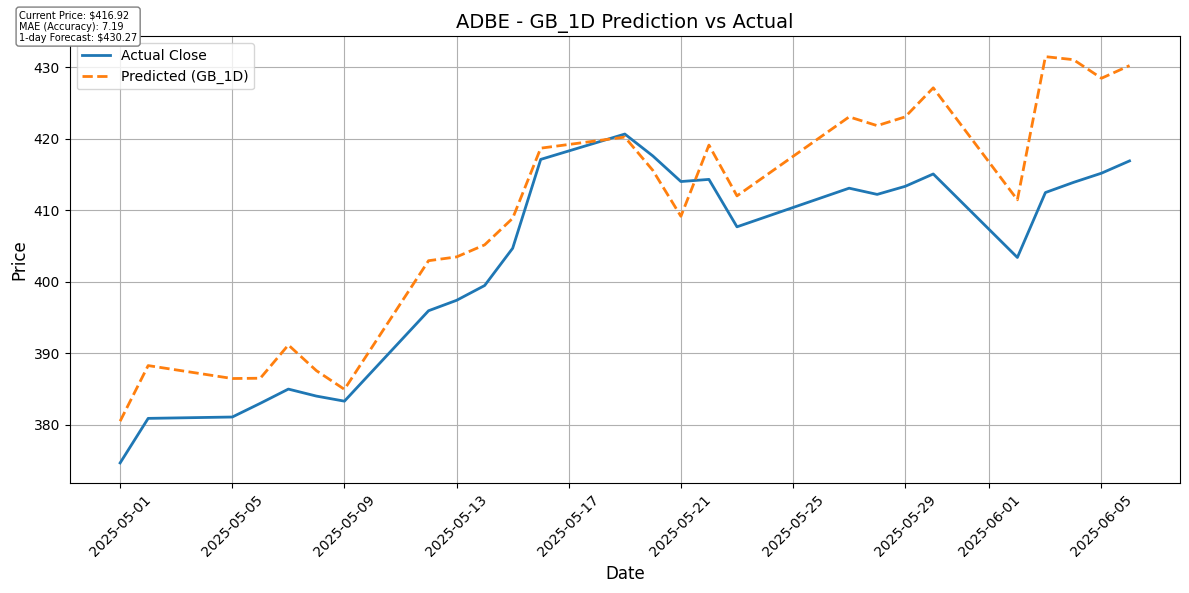 ADBE - GB_1D Prediction vs Actual
Current Price: $416.92
MAE (Accuracy): 7.19
1-day Forecast: $430.27
Actual Close
Predicted (GB_1D)
Price
430
420
410
400
390
380
2025-05-01
2025-05-05
2025-05-09
2025-05-13
2025-05-17
2025-05-21
2025-05-25
2025-05-29
2025-06-01
2025-06-05
Date